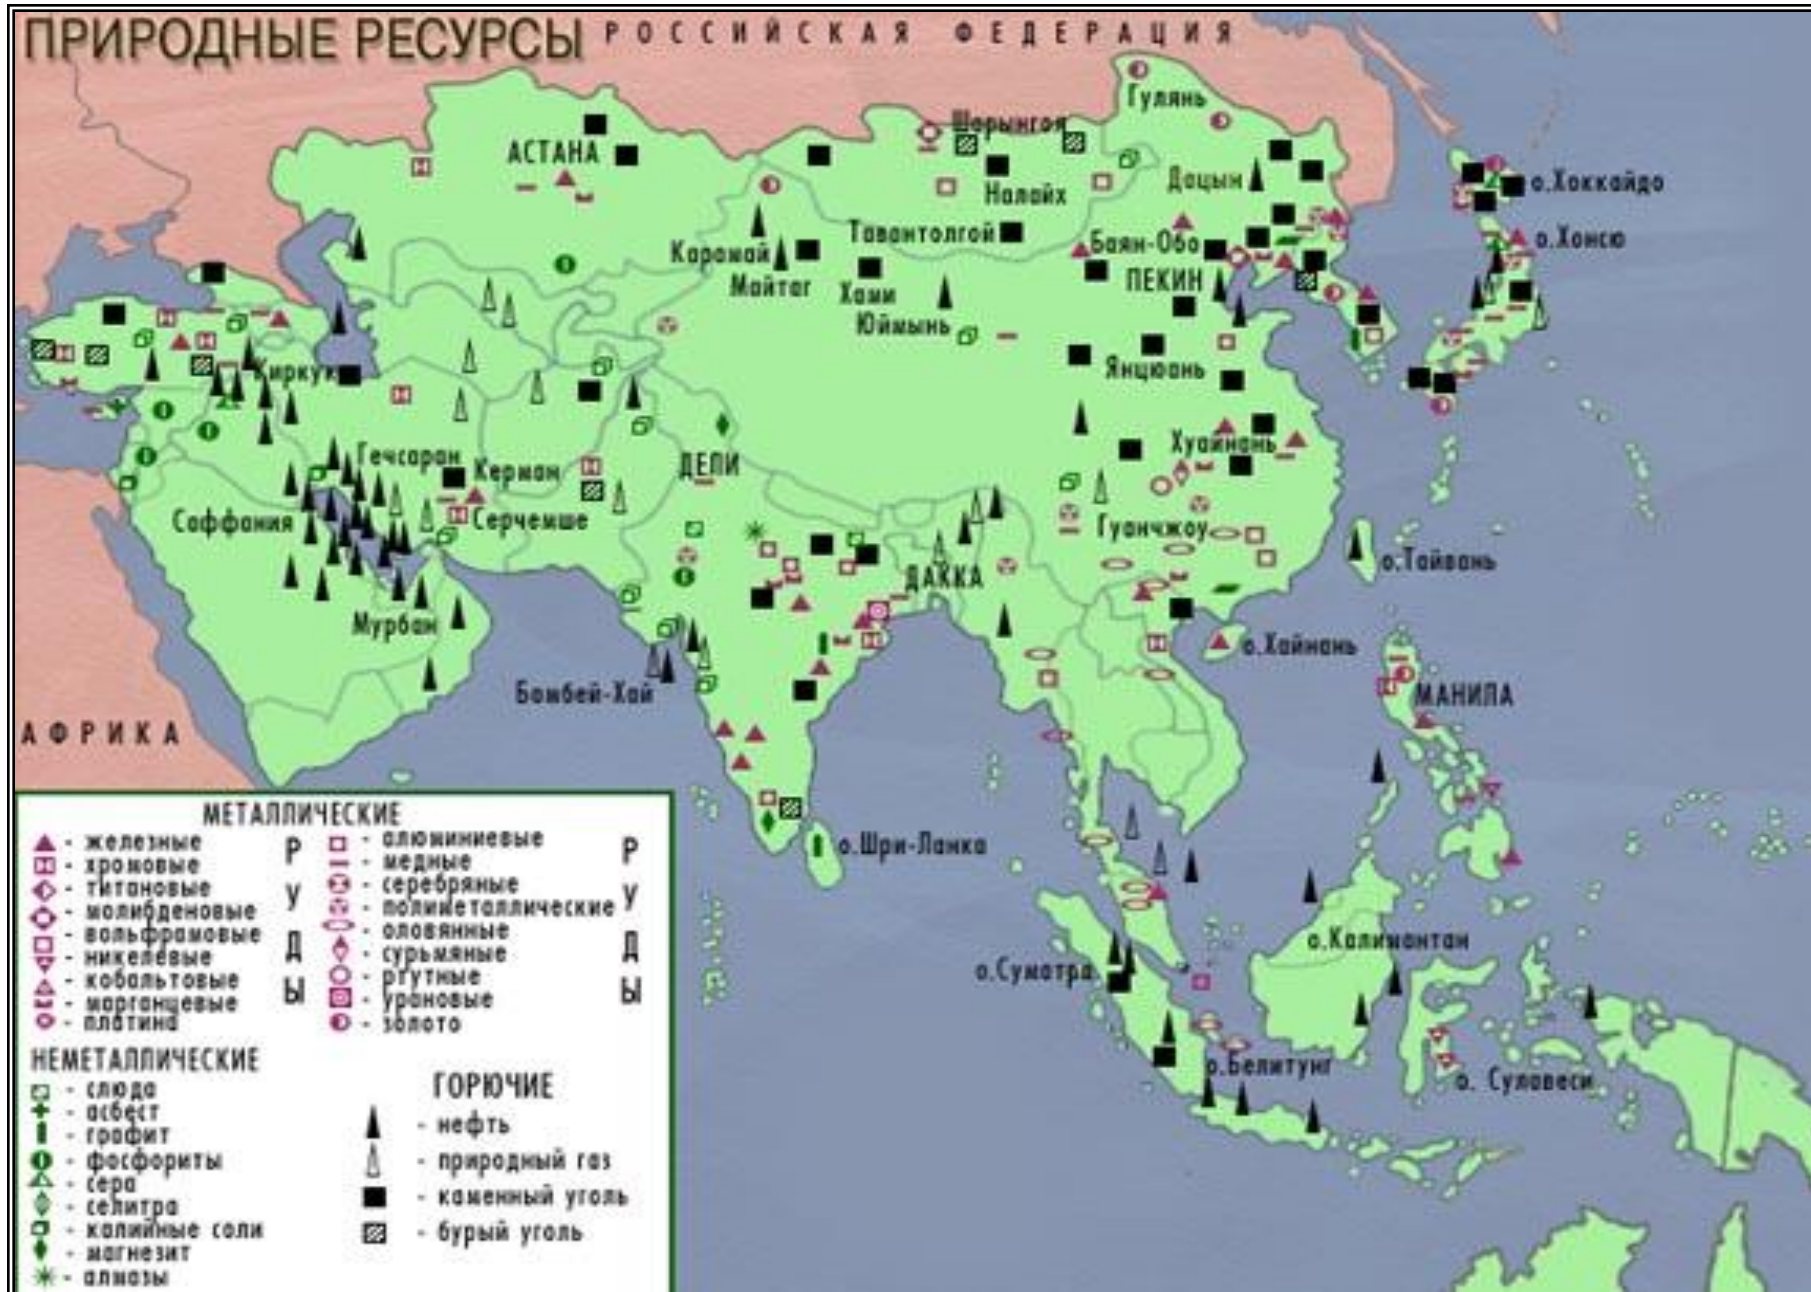 ПРИРОДНЫЕ РЕСУРСЫ
РОССИЙСКАЯ ФЕДЕРАЦИЯ
Гулянь
Шарынгол
АСТАНА
Налайх
Дацын
о.Хоккайдо
Тавантолгой
Баян-Обо
о.Хонсю
Карамай
Майтаг
Хами
ПЕКИН
Юймынь
Киркук
Янцюань
Хуайнань
Гечсаран
Керман
ДЕЛИ
Саффания
Серчемше
Гуанчжоу
ДАККА
о.Тайвань
Мурбан
о.Хайнань
Бомбей-Хай
МАНИЛА
АФРИКА
о.Шри-Ланка
о.Калимантан
о.Суматра
о.Белитунг
о. Сулавеси
МЕТАЛЛИЧЕСКИЕ
- железные
- хромовые
- титановые
- молибденовые
- вольфрамовые
- никелевые
- кобальтовые
- марганцевые
- платина
РУДЫ
- алюминиевые
- медные
- серебряные
- полиметаллические
- оловянные
- сурьмяные
- ртутные
- урановые
- золото
РУДЫ
НЕМЕТАЛЛИЧЕСКИЕ
- слюда
- асбест
- графит
- фосфориты
- сера
- селитра
- калийные соли
- магнезит
- алмазы
ГОРЮЧИЕ
- нефть
- природный газ
- каменный уголь
- бурый уголь